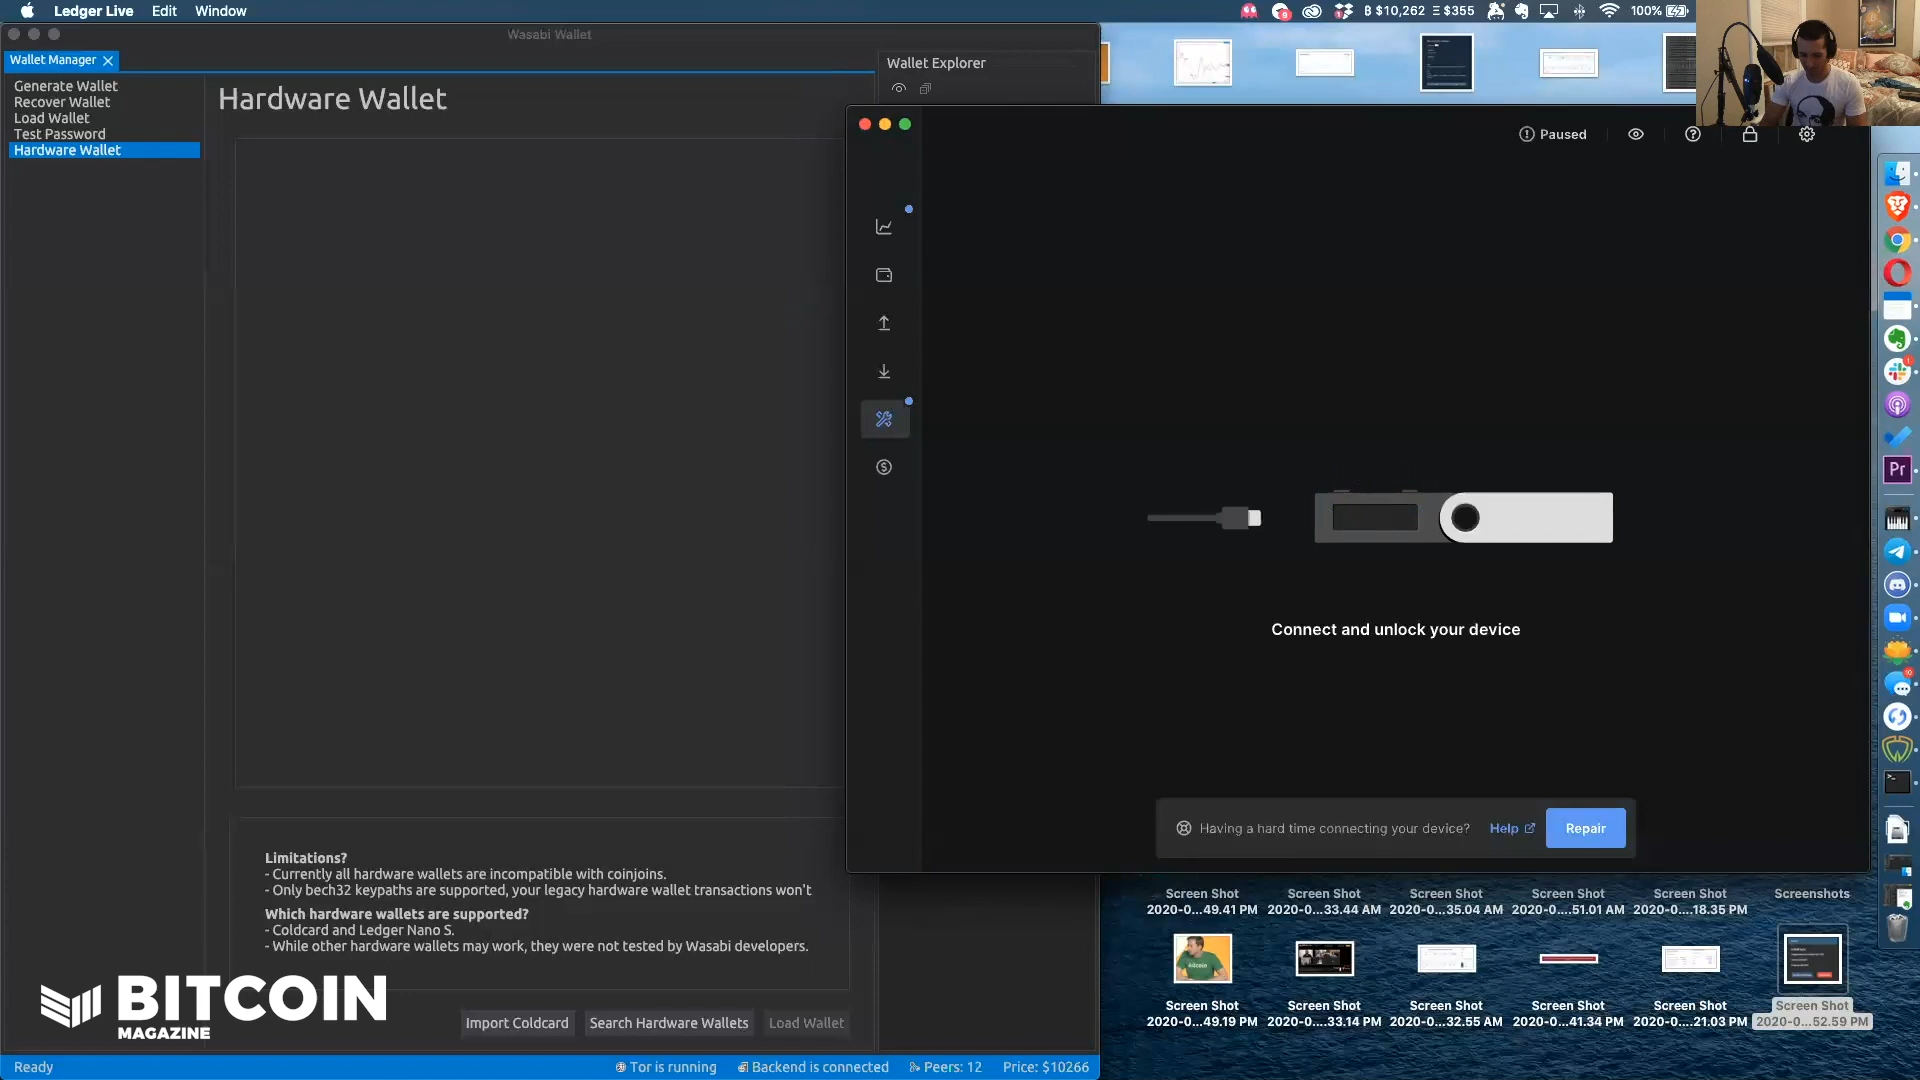 Ledger Live Edit Window
฿ $10,262 Ξ $355
100%
Wasabi Wallet
Wallet Manager
Generate Wallet
Recover Wallet
Load Wallet
Test Password
Hardware Wallet
Hardware Wallet
Wallet Explorer
Paused
Connect and unlock your device
Having a hard time connecting your device? Help Repair
Limitations?
- Currently all hardware wallets are incompatible with coinjoins.
- Only bech32 keypaths are supported, your legacy hardware wallet transactions won't
Which hardware wallets are supported?
- Coldcard and Ledger Nano S.
- While other hardware wallets may work, they were not tested by Wasabi developers.
BITCOIN
MAGAZINE
Import Coldcard Search Hardware Wallets Load Wallet
Ready Tor is running Backend is connected Peers: 12 Price: $10266
Screen Shot Screen Shot Screen Shot Screen Shot Screen Shot Screenshots
2020-0...49.41 PM 2020-0...33.44 AM 2020-0...35.04 AM 2020-0....51.01 AM 2020-0....18.35 PM
Screen Shot Screen Shot Screen Shot Screen Shot Screen Shot Screen Shot
2020-0...49.19 PM 2020-0....33.14 PM 2020-0...32.55 AM 2020-0...41.34 PM 2020-0....21.03 PM 2020-0...52.59 PM
Pr